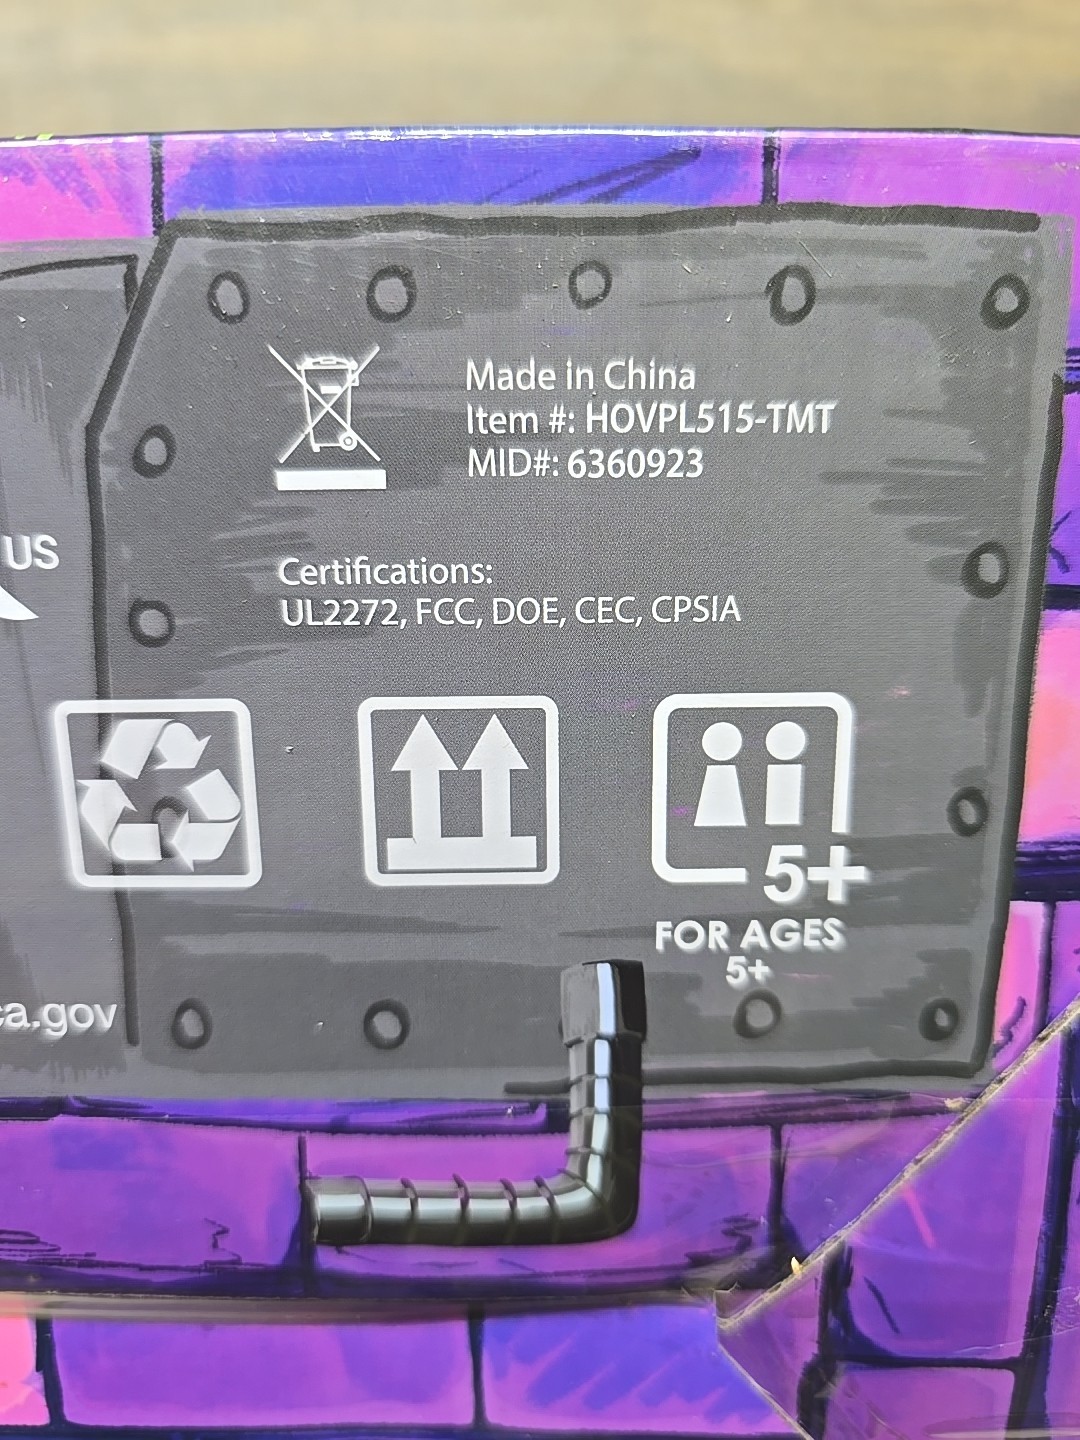 Made in China
Item #: HOVPL515-TMT
MID#: 6360923
US
Certifications:
UL2272, FCC, DOE, CEC, CPSIA
5+
FOR AGES
5+
ca.gov